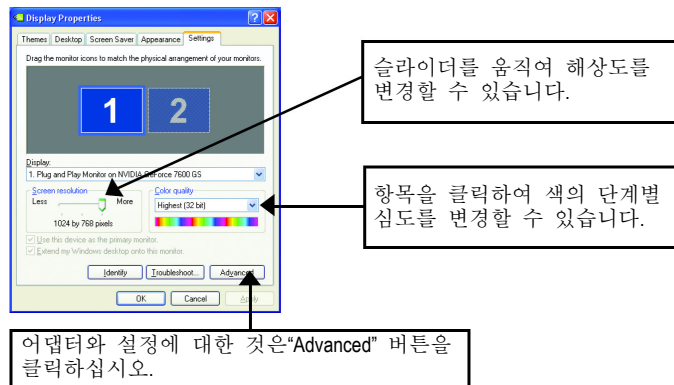 Display Properties
Themes Desktop Screen Saver Appearance Settings
Drag the monitor icons to match the physical arrangement of your monitors.
1 2
Display:
1. Plug and Play Monitor on NVIDIA GeForce 7600 GS
Screen resolution
Less More
1024 by 768 pixels
Color quality
Highest (32 bit)
Use this device as the primary monitor.
Extend my Windows desktop onto this monitor.
Identify Troubleshoot... Advanced
OK Cancel Apply
슬라이더를 움직여 해상도를
변경할 수 있습니다.
항목을 클릭하여 색의 단계별
심도를 변경할 수 있습니다.
어댑터와 설정에 대한 것은“Advanced” 버튼을
클릭하십시오.